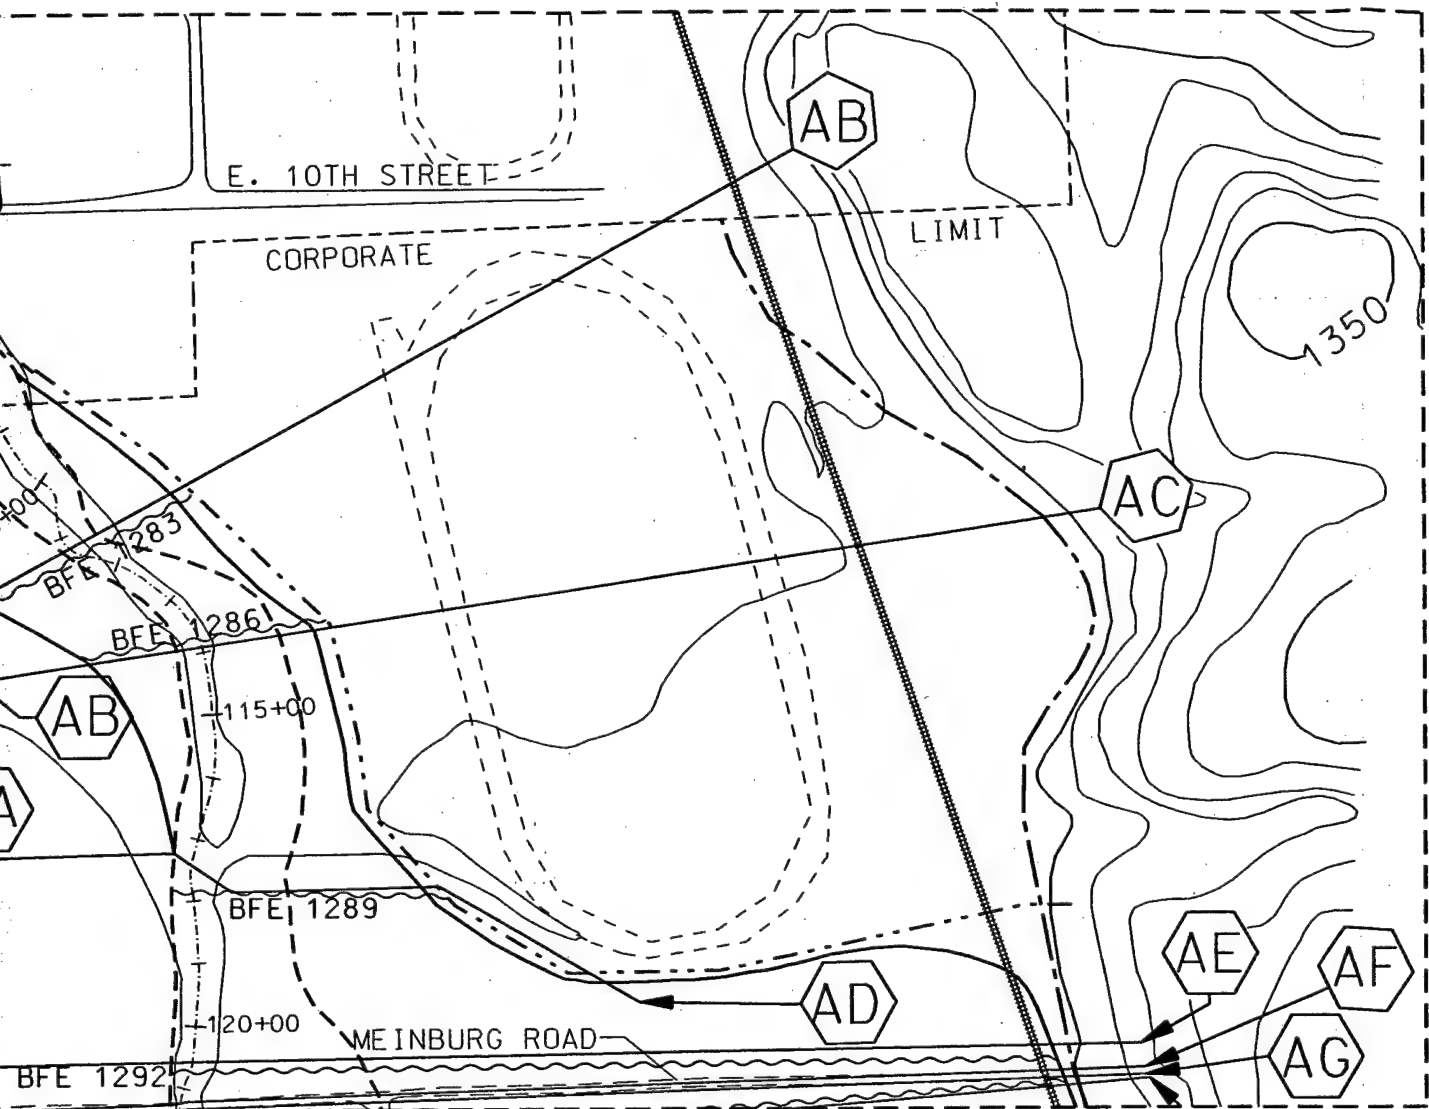 AB
E. 10TH STREET
LIMIT
CORPORATE
1350
AC
+00
BFE 1283
BFE 1286
AB
115+00
A
BFE 1289
AE
AF
AD
120+00
MEINBURG ROAD
AG
BFE 1292